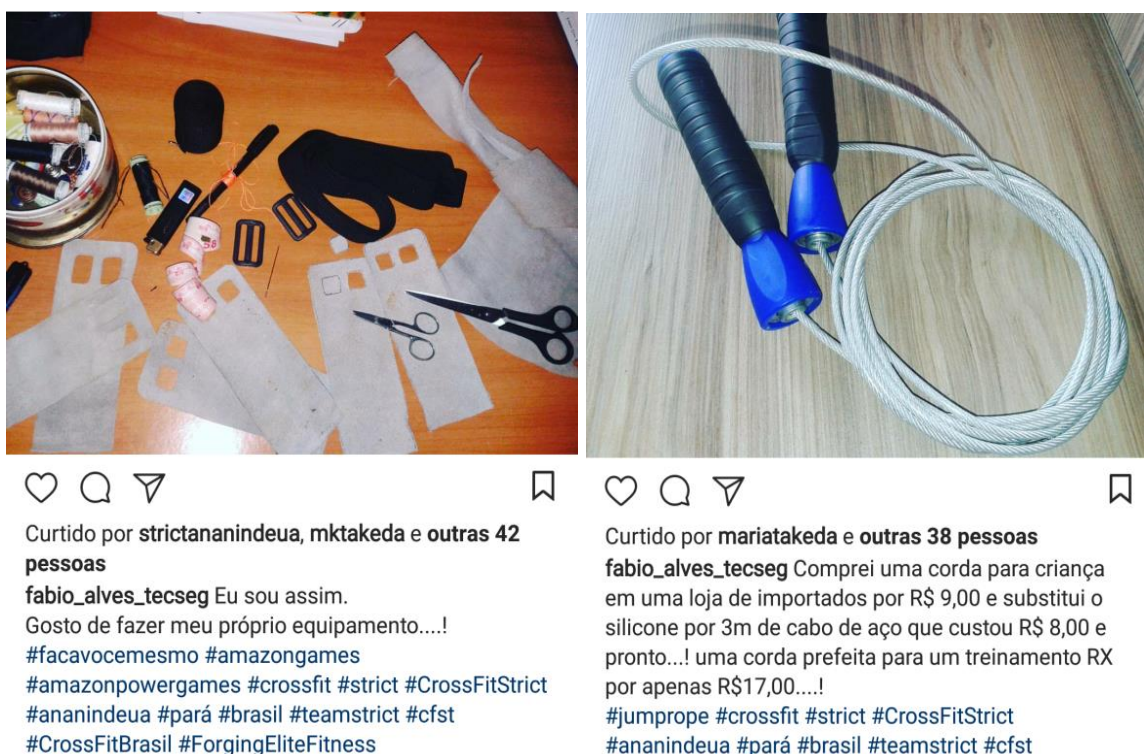 Curtido por strictananindeua, mktakeda e outras 42
pessoas
fabio_alves_tecseg Eu sou assim.
Gosto de fazer meu próprio equipamento....!
#facavocemesmo #amazongames
#amazonpowergames #crossfit #strict #CrossFitStrict
#ananindeua #pará #brasil #teamstrict #cfst
#CrossFitBrasil #ForgingEliteFitness
Curtido por mariatakeda e outras 38 pessoas
fabio_alves_tecseg Comprei uma corda para criança
em uma loja de importados por R$ 9,00 e substitui o
silicone por 3m de cabo de aço que custou R$ 8,00 e
pronto...! uma corda prefeita para um treinamento RX
por apenas R$17,00....!
#jumprope #crossfit #strict #CrossFitStrict
#ananindeua #pará #brasil #teamstrict #cfst